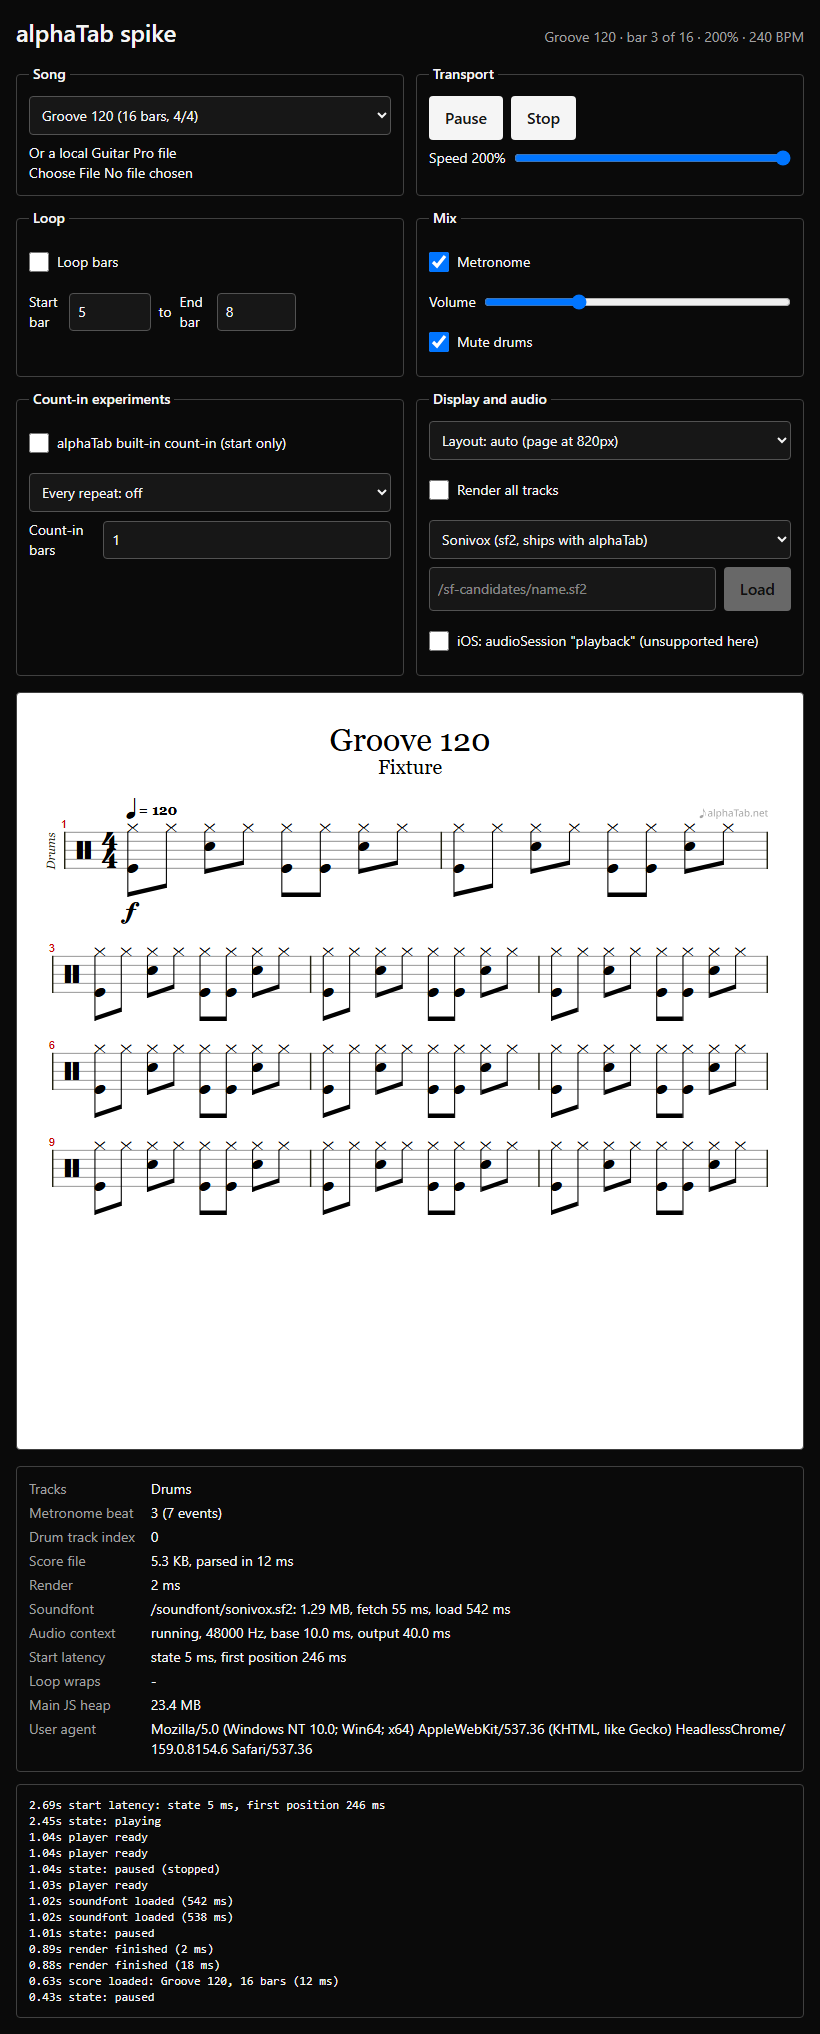 alphaTab spike
Groove 120 · bar 3 of 16 · 200% · 240 BPM
Song
Groove 120 (16 bars, 4/4)
Or a local Guitar Pro file
Choose File No file chosen
Transport
Pause
Stop
Speed 200%
Loop
Loop bars
Start bar
5
to
End bar
8
Mix
Metronome
Volume
Mute drums
Count-in experiments
alphaTab built-in count-in (start only)
Every repeat: off
Count-in bars
1
Display and audio
Layout: auto (page at 820px)
Render all tracks
Sonivox (sf2, ships with alphaTab)
/sf-candidates/name.sf2
Load
iOS: audioSession "playback" (unsupported here)
Groove 120
Fixture
= 120
♪alphaTab.net
1
Drums
4
4
f
3
6
9
Tracks Drums
Metronome beat 3 (7 events)
Drum track index 0
Score file 5.3 KB, parsed in 12 ms
Render 2 ms
Soundfont /soundfont/sonivox.sf2: 1.29 MB, fetch 55 ms, load 542 ms
Audio context running, 48000 Hz, base 10.0 ms, output 40.0 ms
Start latency state 5 ms, first position 246 ms
Loop wraps -
Main JS heap 23.4 MB
User agent Mozilla/5.0 (Windows NT 10.0; Win64; x64) AppleWebKit/537.36 (KHTML, like Gecko) HeadlessChrome/
159.0.8154.6 Safari/537.36
2.69s start latency: state 5 ms, first position 246 ms
2.45s state: playing
1.04s player ready
1.04s player ready
1.04s state: paused (stopped)
1.03s player ready
1.02s soundfont loaded (542 ms)
1.02s soundfont loaded (538 ms)
1.01s state: paused
0.89s render finished (2 ms)
0.88s render finished (18 ms)
0.63s score loaded: Groove 120, 16 bars (12 ms)
0.43s state: paused